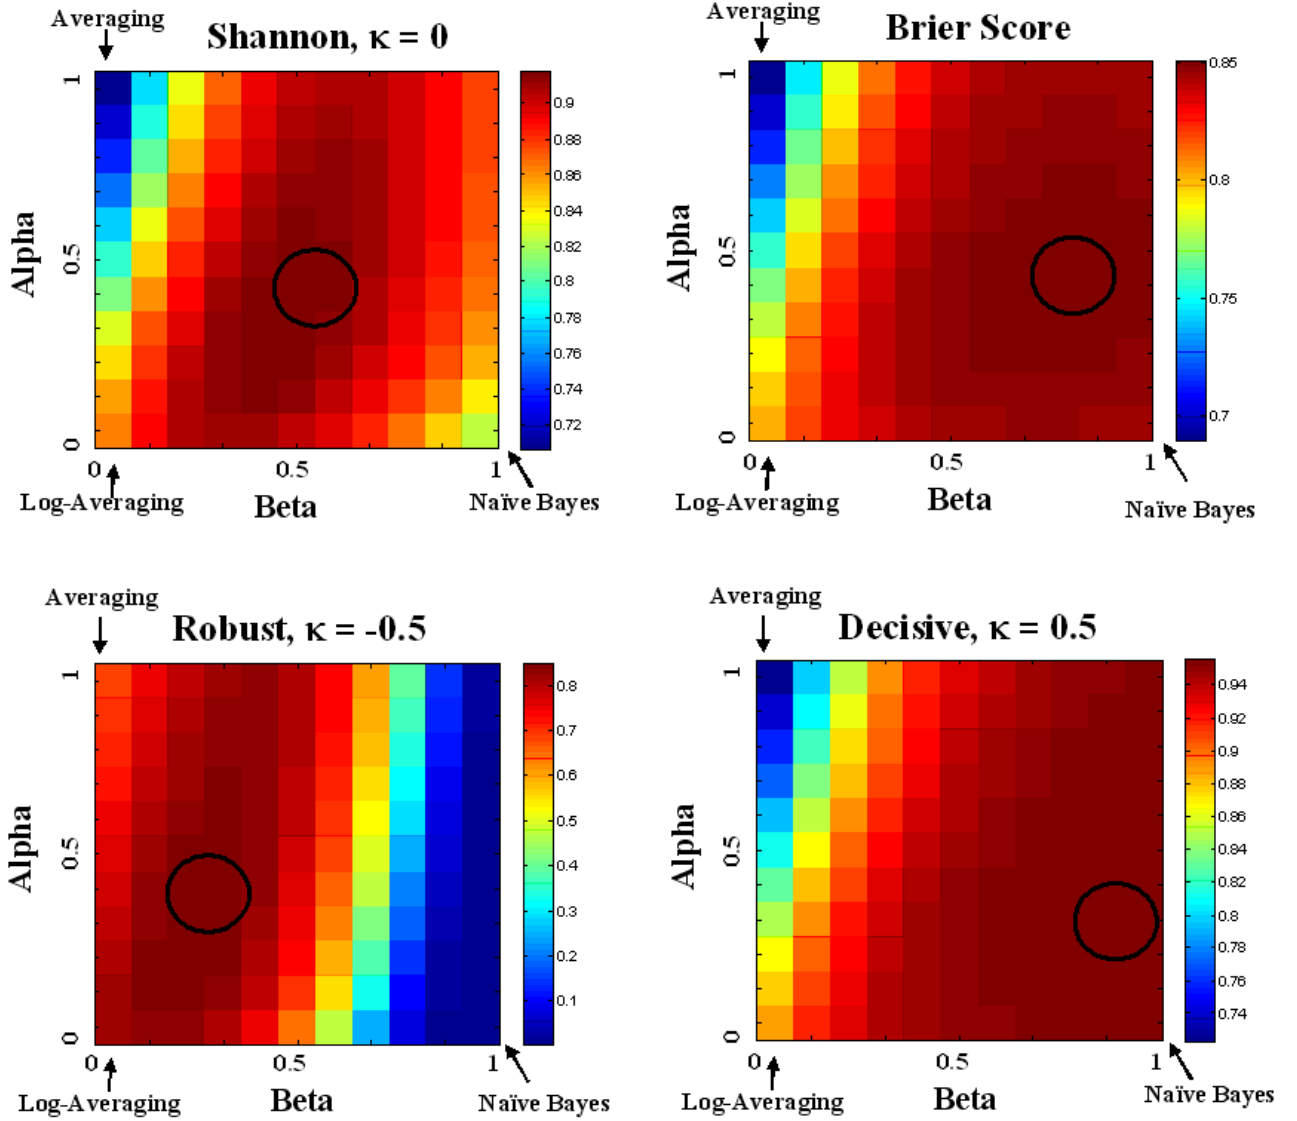 Averaging
Shannon, κ = 0
1
0.5
0
Alpha
0 0.5 1
Log-Averaging
Beta
Naïve Bayes
0.9
0.88
0.86
0.84
0.82
0.8
0.78
0.76
0.74
0.72
Averaging
Brier Score
1
0.5
0
Alpha
0 0.5 1
Log-Averaging
Beta
Naïve Bayes
0.85
0.8
0.75
0.7
Averaging
Robust, κ = -0.5
1
0.5
0
Alpha
0 0.5 1
Log-Averaging
Beta
Naïve Bayes
0.8
0.7
0.6
0.5
0.4
0.3
0.2
0.1
Averaging
Decisive, κ = 0.5
1
0.5
0
Alpha
0 0.5 1
Log-Averaging
Beta
Naïve Bayes
0.94
0.92
0.9
0.88
0.86
0.84
0.82
0.8
0.78
0.76
0.74